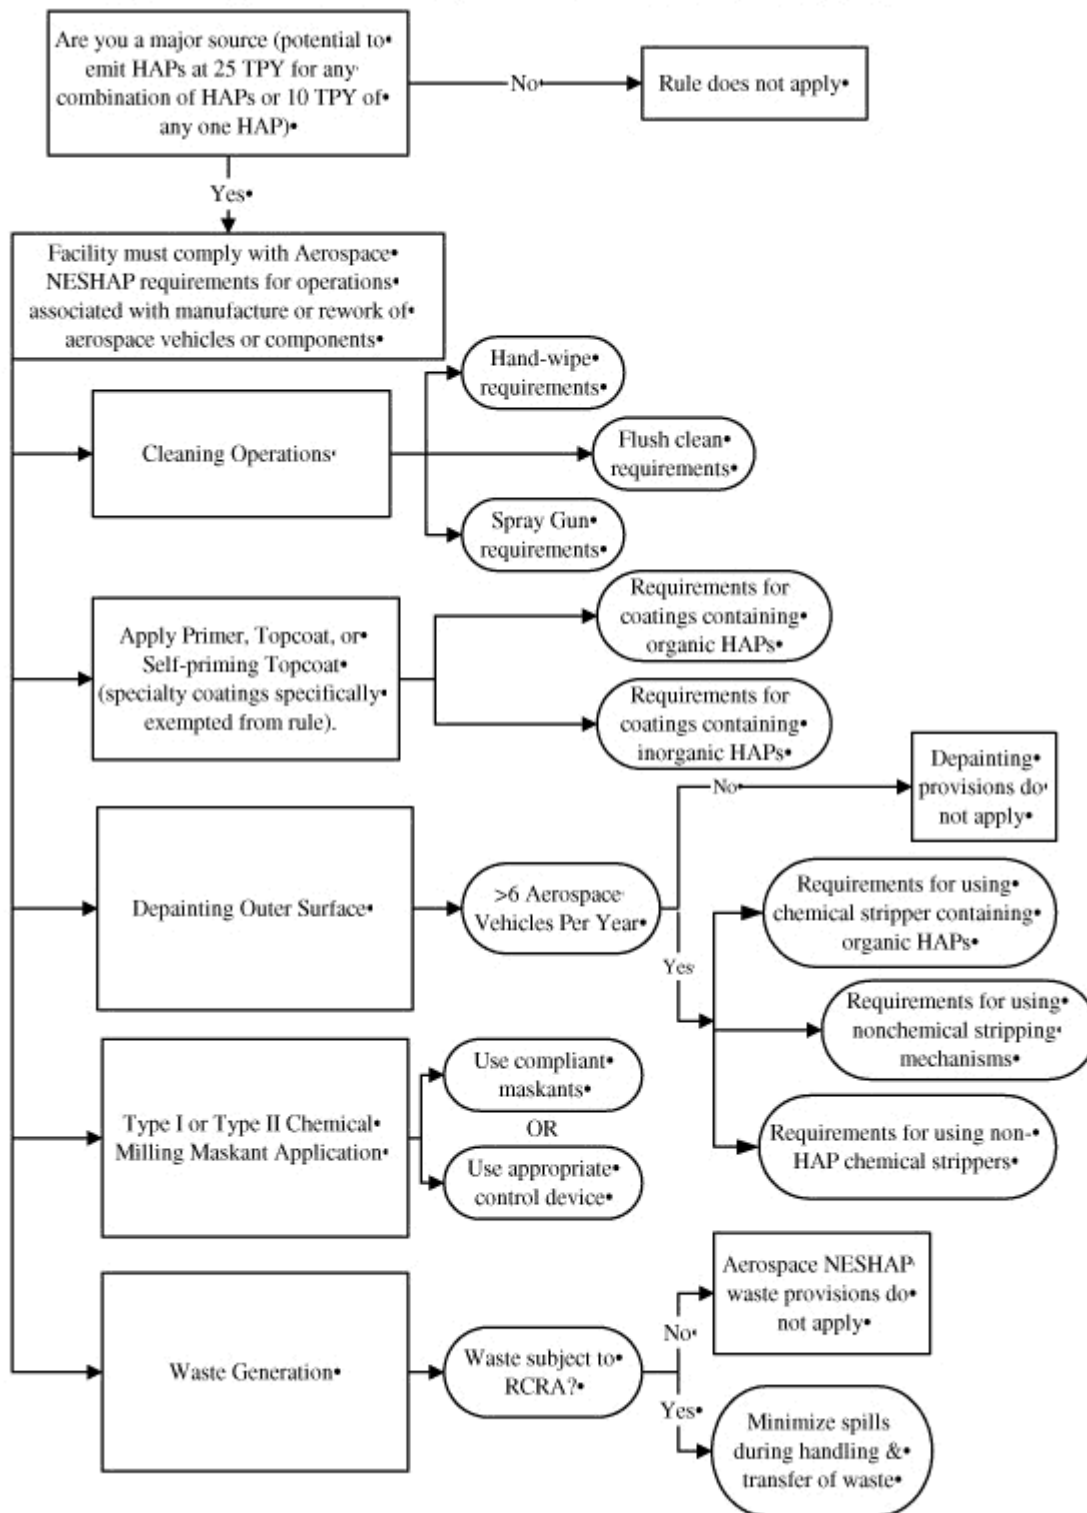 Are you a major source (potential to•
emit HAPs at 25 TPY for any·
combination of HAPs or 10 TPY of•
any one HAP)•
No·
Rule does not apply•
Yes•
Facility must comply with Aerospace•
NESHAP requirements for operations•
associated with manufacture or rework of•
aerospace vehicles or components•
Hand-wipe•
requirements•
Cleaning Operations·
Flush clean•
requirements•
Spray Gun•
requirements•
Apply Primer, Topcoat, or•
Self-priming Topcoat•
(specialty coatings specifically•
exempted from rule).
Requirements for
coatings containing•
organic HAPs•
Requirements for
coatings containing•
inorganic HAPs•
Depainting Outer Surface•
>6 Aerospace·
Vehicles Per Year•
No•
Depainting•
provisions do·
not apply•
Yes·
Requirements for using•
chemical stripper containing•
organic HAPs•
Requirements for using•
nonchemical stripping·
mechanisms•
Requirements for using non-•
HAP chemical strippers•
Type I or Type II Chemical•
Milling Maskant Application•
Use compliant•
maskants•
OR
Use appropriate•
control device•
Waste Generation•
Waste subject to•
RCRA?•
No·
Aerospace NESHAP·
waste provisions do•
not apply•
Yes•
Minimize spills
during handling &•
transfer of waste•